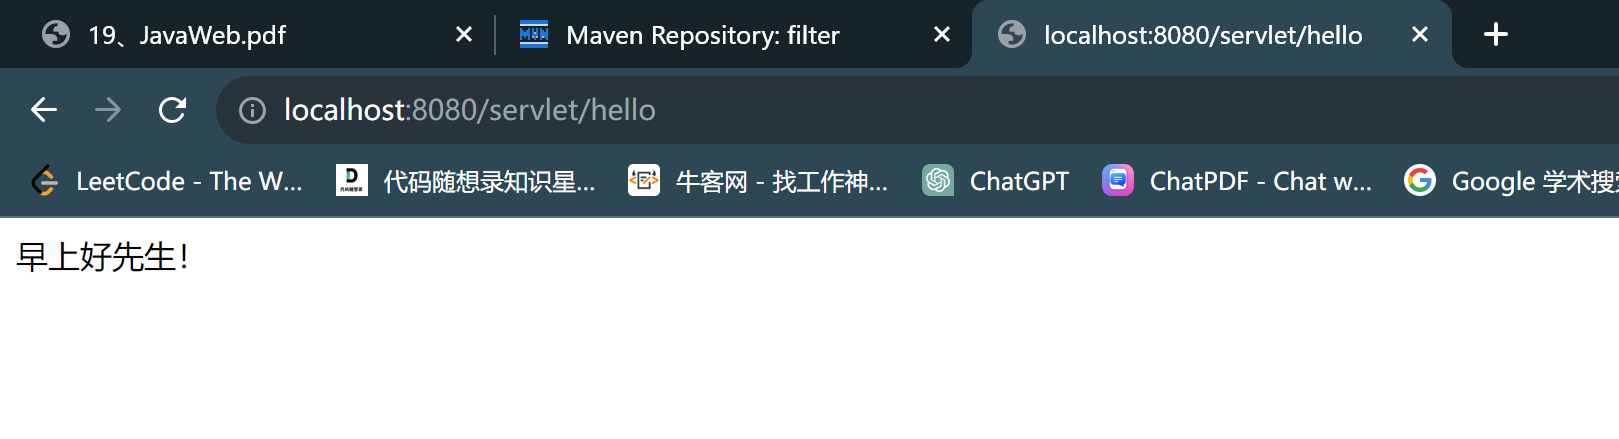 19、JavaWeb.pdf
Maven Repository: filter
localhost:8080/servlet/hello
localhost:8080/servlet/hello
LeetCode - The W...
代码随想录知识星...
牛客网 - 找工作神...
ChatGPT
ChatPDF - Chat w...
Google 学术搜索
早上好先生！